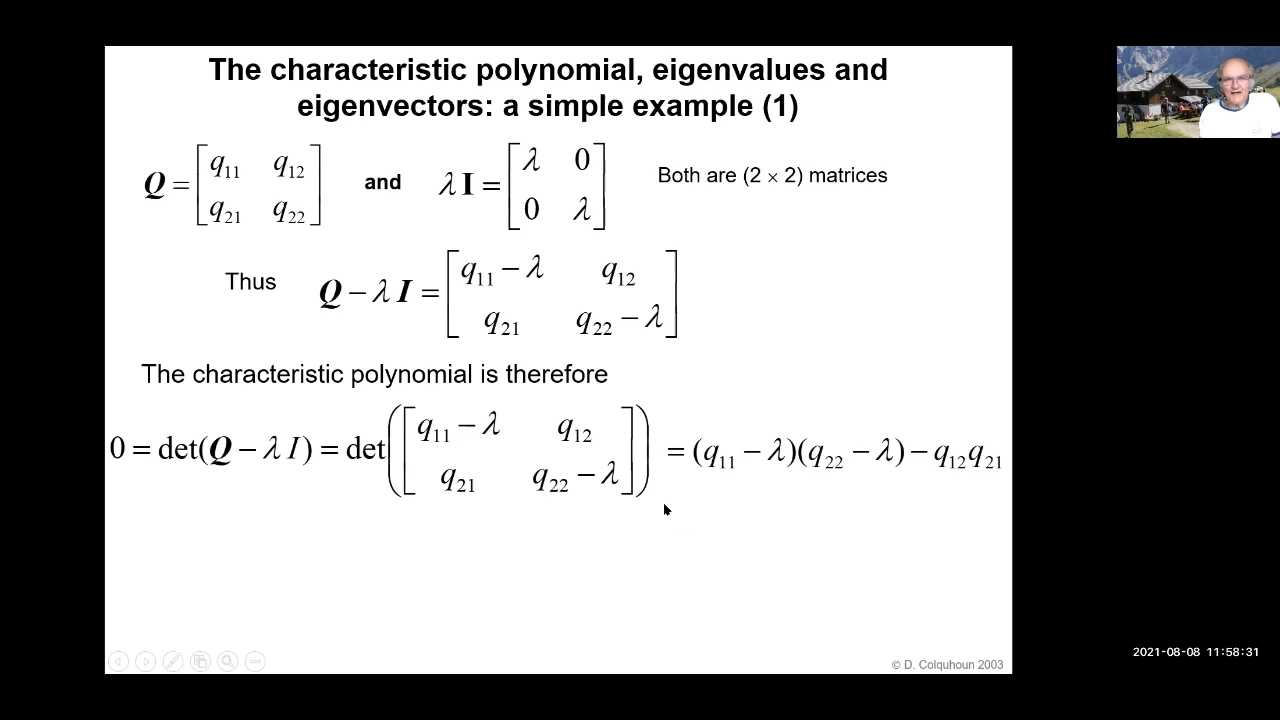 The characteristic polynomial, eigenvalues and
eigenvectors: a simple example (1)
Q = [q₁₁ q₁₂
q₂₁ q₂₂] and λI = [λ 0
0 λ] Both are (2 × 2) matrices
Thus Q − λI = [q₁₁ − λ q₁₂
q₂₁ q₂₂ − λ]
The characteristic polynomial is therefore
0 = det(Q − λI) = det([q₁₁ − λ q₁₂
q₂₁ q₂₂ − λ]) = (q₁₁ − λ)(q₂₂ − λ) − q₁₂q₂₁
2021-08-08 11:58:31
© D. Colquhoun 2003